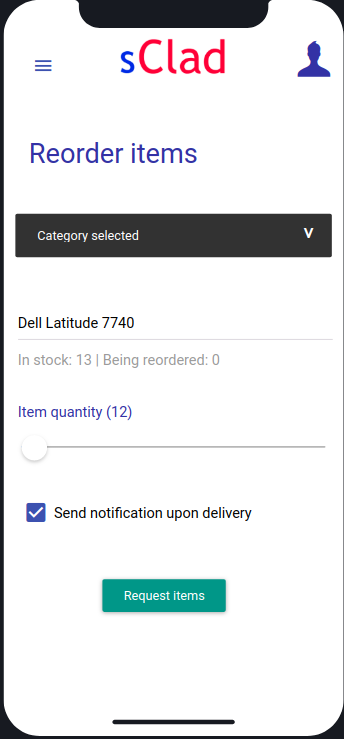 sClad
Reorder items
Category selected
V
Dell Latitude 7740
In stock: 13 | Being reordered: 0
Item quantity (12)
Send notification upon delivery
Request items